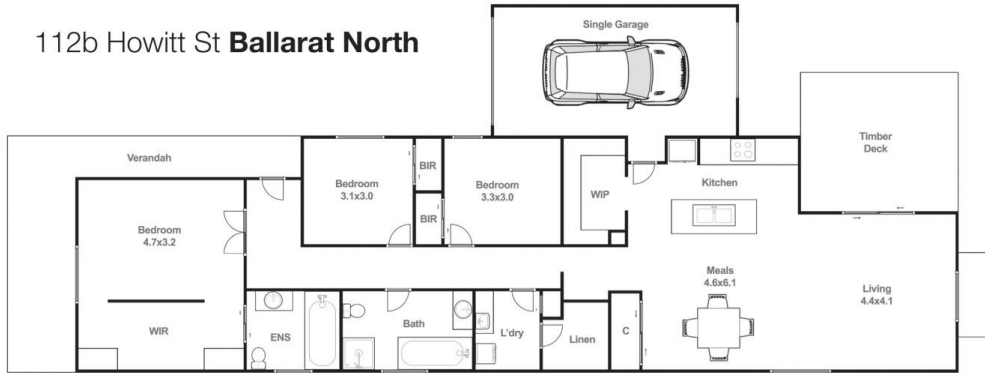 112b Howitt St Ballarat North
Single Garage
Timber
Deck
Verandah
BIR
Bedroom
3.1x3.0
Bedroom
3.3x3.0
BIR
WIP
Kitchen
Bedroom
4.7x3.2
Meals
4.6x6.1
Living
4.4x4.1
WIR
ENS
Bath
L'dry
Linen
C